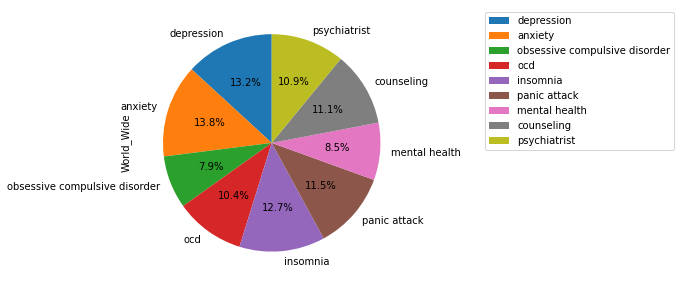 depression
anxiety
obsessive compulsive disorder
ocd
insomnia
panic attack
mental health
counseling
psychiatrist
World_Wide
13.2%
13.8%
7.9%
10.4%
12.7%
11.5%
8.5%
11.1%
10.9%
depression
anxiety
obsessive compulsive disorder
ocd
insomnia
panic attack
mental health
counseling
psychiatrist